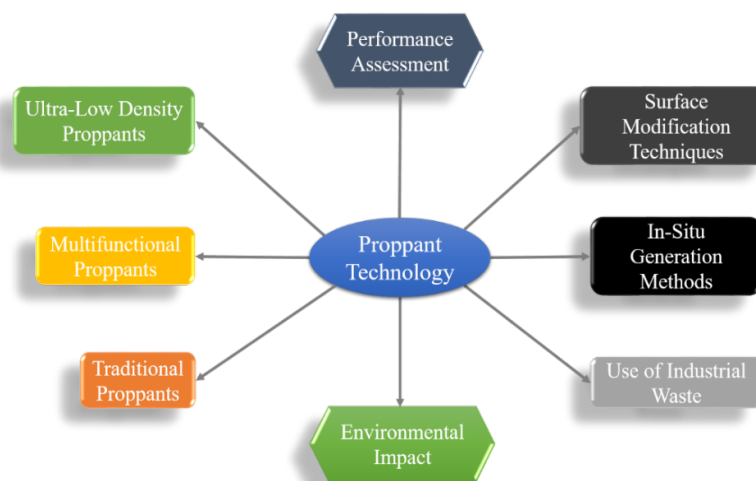 Performance
Assessment
Ultra-Low Density
Proppants
Surface
Modification
Techniques
Multifunctional
Proppants
Proppant
Technology
In-Situ
Generation
Methods
Traditional
Proppants
Use of Industrial
Waste
Environmental
Impact